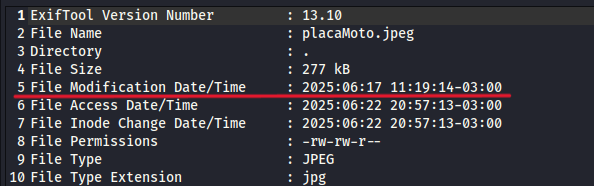 1 ExifTool Version Number : 13.10
2 File Name : placaMoto.jpeg
3 Directory : .
4 File Size : 277 kB
5 File Modification Date/Time : 2025:06:17 11:19:14-03:00
6 File Access Date/Time : 2025:06:22 20:57:13-03:00
7 File Inode Change Date/Time : 2025:06:22 20:57:13-03:00
8 File Permissions : -rw-rw-r--
9 File Type : JPEG
10 File Type Extension : jpg